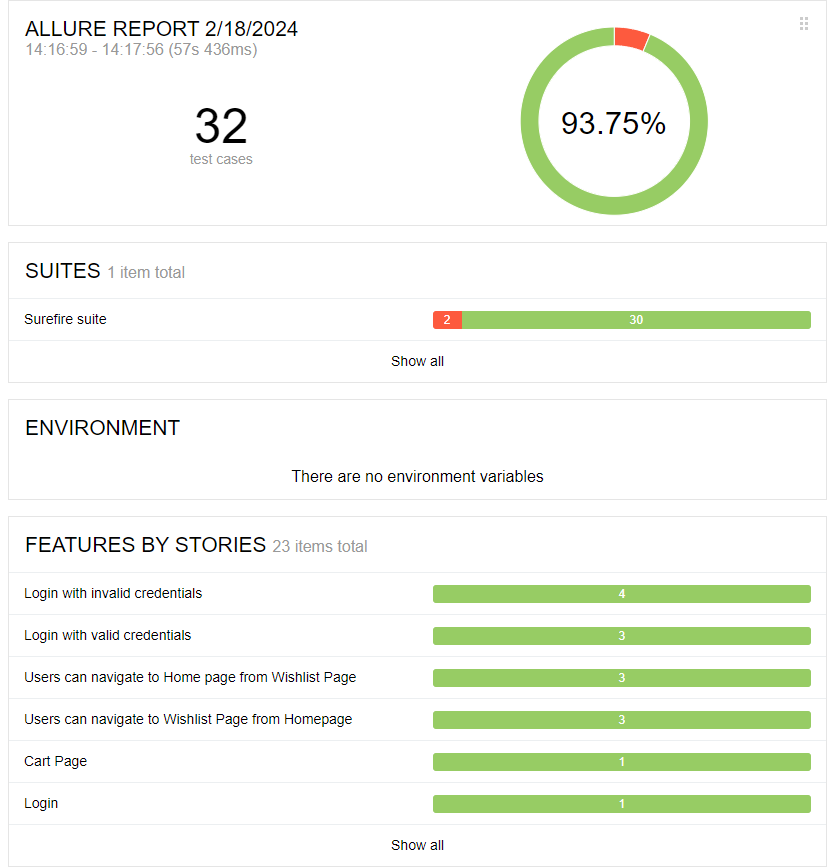 ALLURE REPORT 2/18/2024
14:16:59 - 14:17:56 (57s 436ms)
32
test cases
93.75%
SUITES 1 item total
Surefire suite 2 30
Show all
ENVIRONMENT
There are no environment variables
FEATURES BY STORIES 23 items total
Login with invalid credentials 4
Login with valid credentials 3
Users can navigate to Home page from Wishlist Page 3
Users can navigate to Wishlist Page from Homepage 3
Cart Page 1
Login 1
Show all